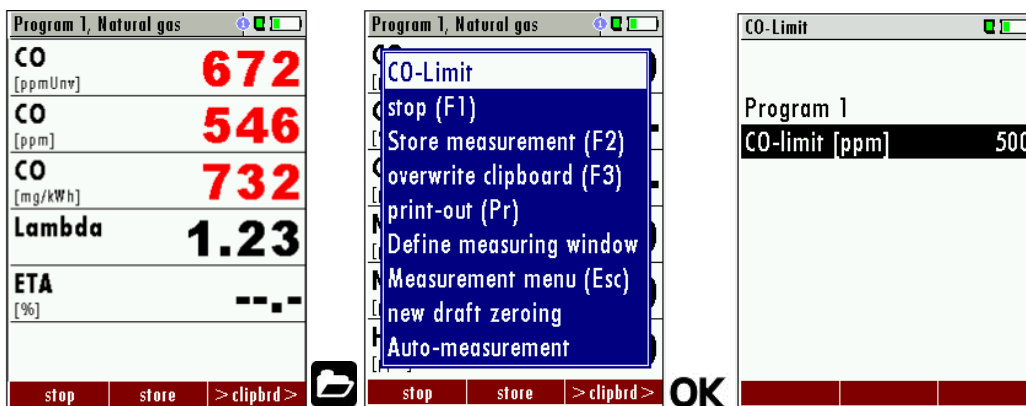 Program 1, Natural gas
CO
672
[ppmUnv]
CO
546
[ppm]
CO
732
[mg/kWh]
Lambda
1.23
ETA
--.-
[%]
stop store >clipbrd>
Program 1, Natural gas
CO-Limit
stop (F1)
Store measurement (F2)
overwrite clipboard (F3)
print-out (Pr)
Define measuring window
Measurement menu (Esc)
new draft zeroing
Auto-measurement
stop store >clipbrd>
OK
CO-Limit
Program 1
CO-limit [ppm] 500